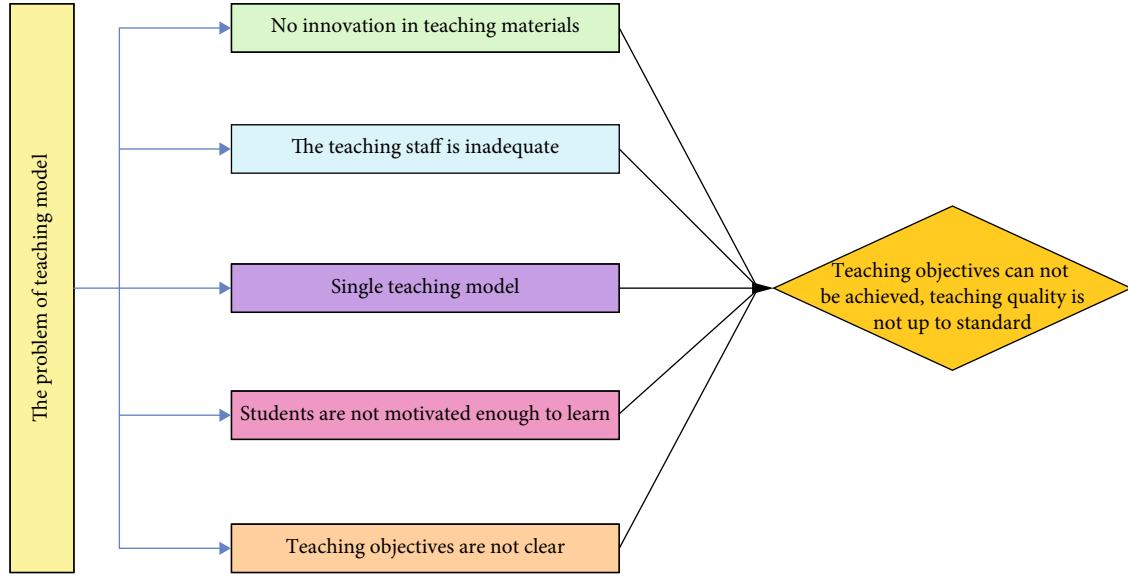 The problem of teaching model
No innovation in teaching materials
The teaching staff is inadequate
Single teaching model
Students are not motivated enough to learn
Teaching objectives are not clear
Teaching objectives can not
be achieved, teaching quality is
not up to standard